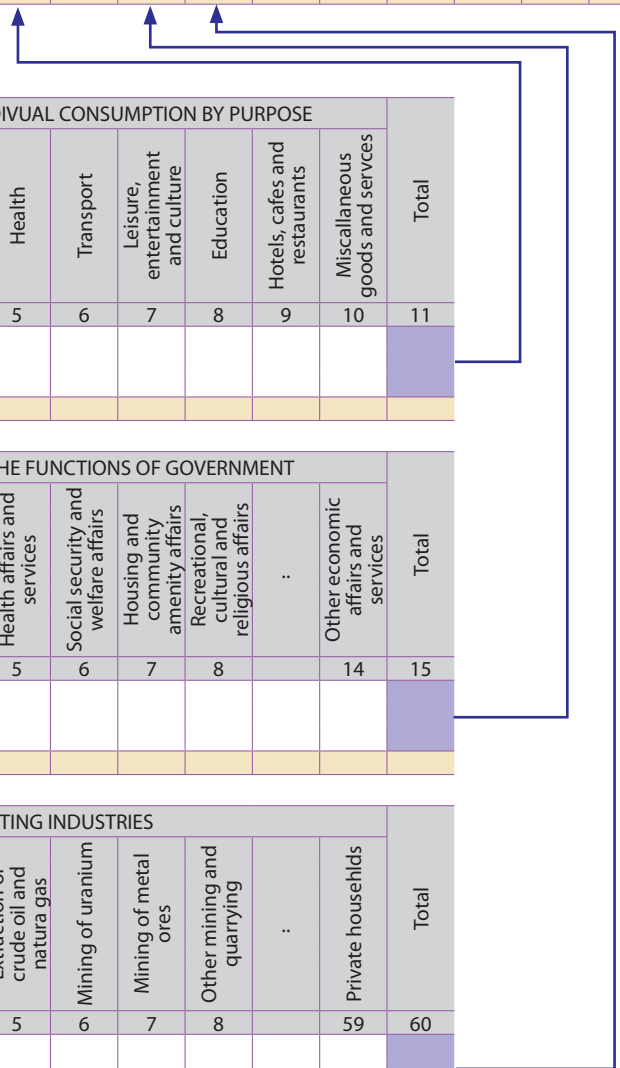 DIVUAL CONSUMPTION BY PURPOSE
Health
Transport
Leisure,
entertainment
and culture
Education
Hotels, cafes and
restaurants
Miscallaneous
goods and servces
Total
5 6 7 8 9 10 11
HE FUNCTIONS OF GOVERNMENT
Health affairs and
services
Social security and
welfare affairs
Housing and
community
amenity affairs
Recreational,
cultural and
religious affairs
..
Other economic
affairs and
services
Total
5 6 7 8 14 15
TING INDUSTRIES
Extraction of
crude oil and
natura gas
Mining of uranium
Mining of metal
ores
Other mining and
quarrying
..
Private househlds
Total
5 6 7 8 59 60